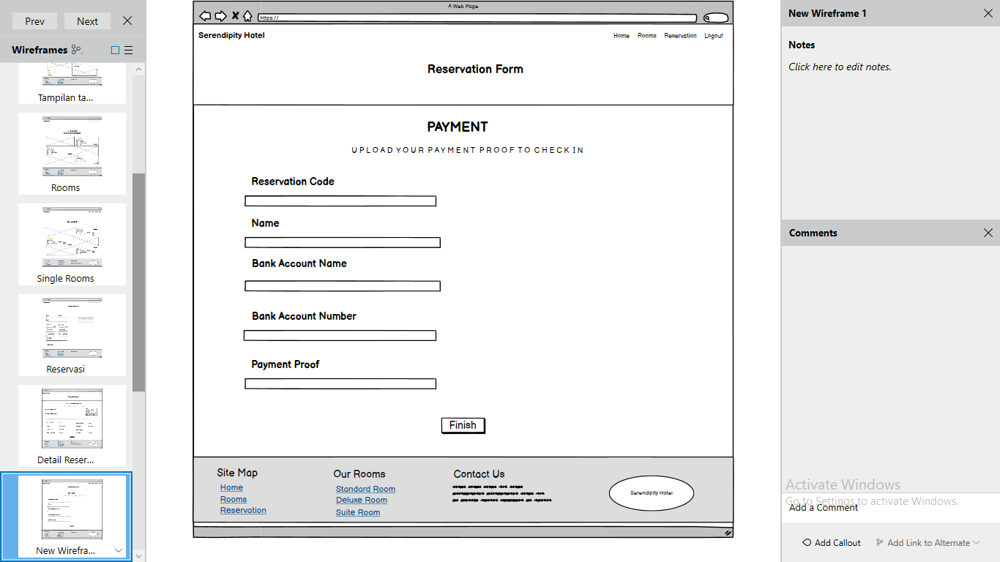 Prev
Next
Wireframes
Tampilan ta...
Rooms
Single Rooms
Reservasi
Detail Reser...
New Wirefra...
A Web Page
https://
Serendipity Hotel
Home Rooms Reservation Logout
Reservation Form
PAYMENT
UPLOAD YOUR PAYMENT PROOF TO CHECK IN
Reservation Code
Name
Bank Account Name
Bank Account Number
Payment Proof
Finish
Site Map
Home
Rooms
Reservation
Our Rooms
Standard Room
Deluxe Room
Suite Room
Contact Us
Serendipity Hotel
New Wireframe 1
Notes
Click here to edit notes.
Comments
Activate Windows
Go to Settings to activate Windows.
Add a Comment
Add Callout
Add Link to Alternate